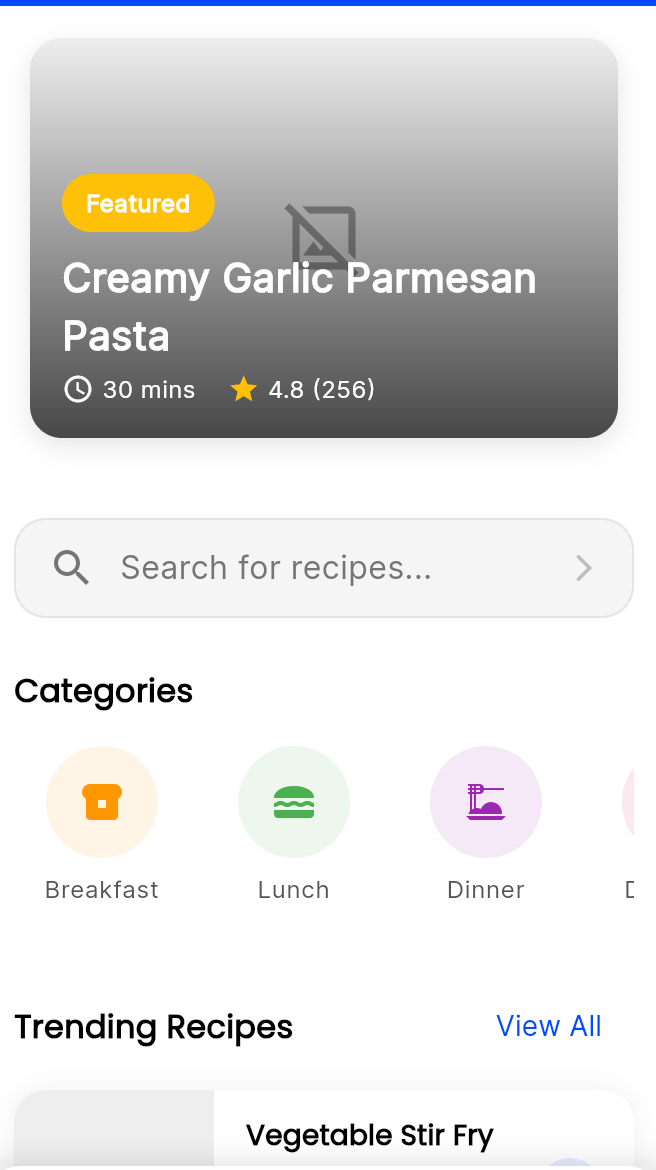 Featured
Creamy Garlic Parmesan
Pasta
30 mins 4.8 (256)
Search for recipes...
Categories
Breakfast Lunch Dinner D
Trending Recipes View All
Vegetable Stir Fry